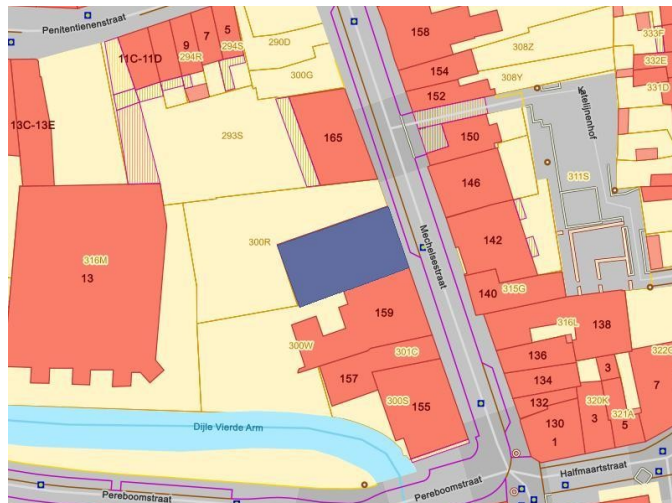 Penitentienenstraat
11C-11D
9
7
5
294R
294S
290D
300G
158
154
152
308Z
308Y
333F
332E
331D
13C-13E
293S
165
150
Katelijnenhof
146
311S
300R
Mechelsestraat
316M
13
142
140
315G
159
316L
138
300W
301C
136
3
134
157
300S
155
132
320K
130
3
321A
5
7
1
Dijle Vierde Arm
Pereboomstraat
Pereboomstraat
Halfmaartstraat